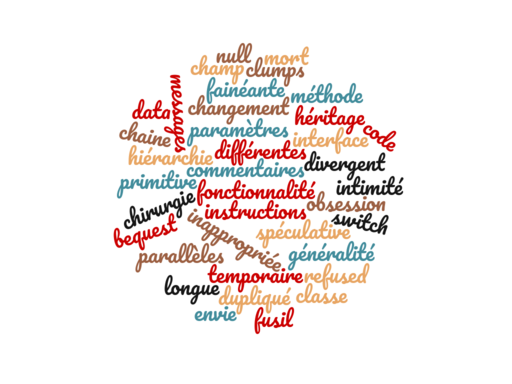 null mort
champ clumps
messages
fainéante méthode
data changement héritage code
chaine paramètres interface
hiérarchie différentes
commentaires divergent
primitive fonctionnalité intimité
chirurgie instructions obsession
bequest inappropriée spéculative switch
parallèles généralité
temporaire refused
longue dupliqué classe
envie fusil